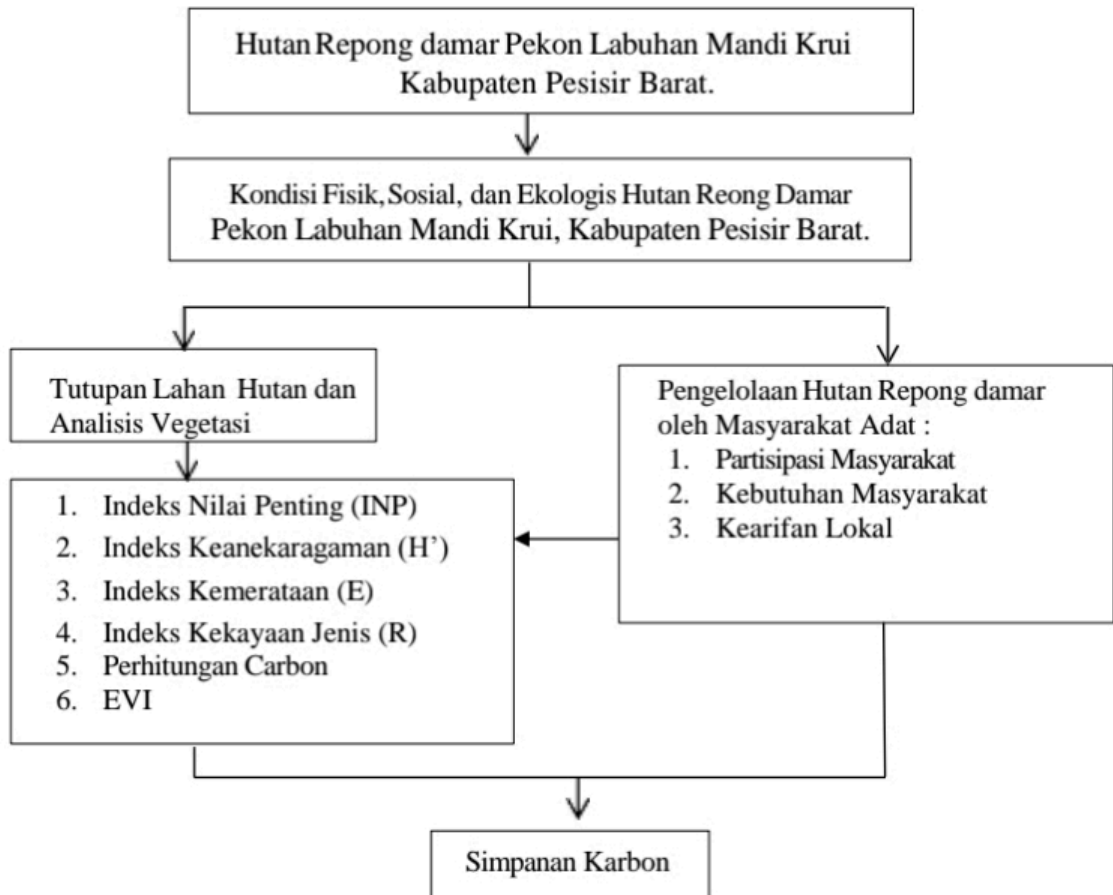 Hutan Repong damar Pekon Labuhan Mandi Krui
Kabupaten Pesisir Barat.
Kondisi Fisik, Sosial, dan Ekologis Hutan Reong Damar
Pekon Labuhan Mandi Krui, Kabupaten Pesisir Barat.
Tutupan Lahan Hutan dan
Analisis Vegetasi
Pengelolaan Hutan Repong damar
oleh Masyarakat Adat :
1. Partisipasi Masyarakat
2. Kebutuhan Masyarakat
3. Kearifan Lokal
1. Indeks Nilai Penting (INP)
2. Indeks Keanekaragaman (H’)
3. Indeks Kemerataan (E)
4. Indeks Kekayaan Jenis (R)
5. Perhitungan Carbon
6. EVI
Simpanan Karbon